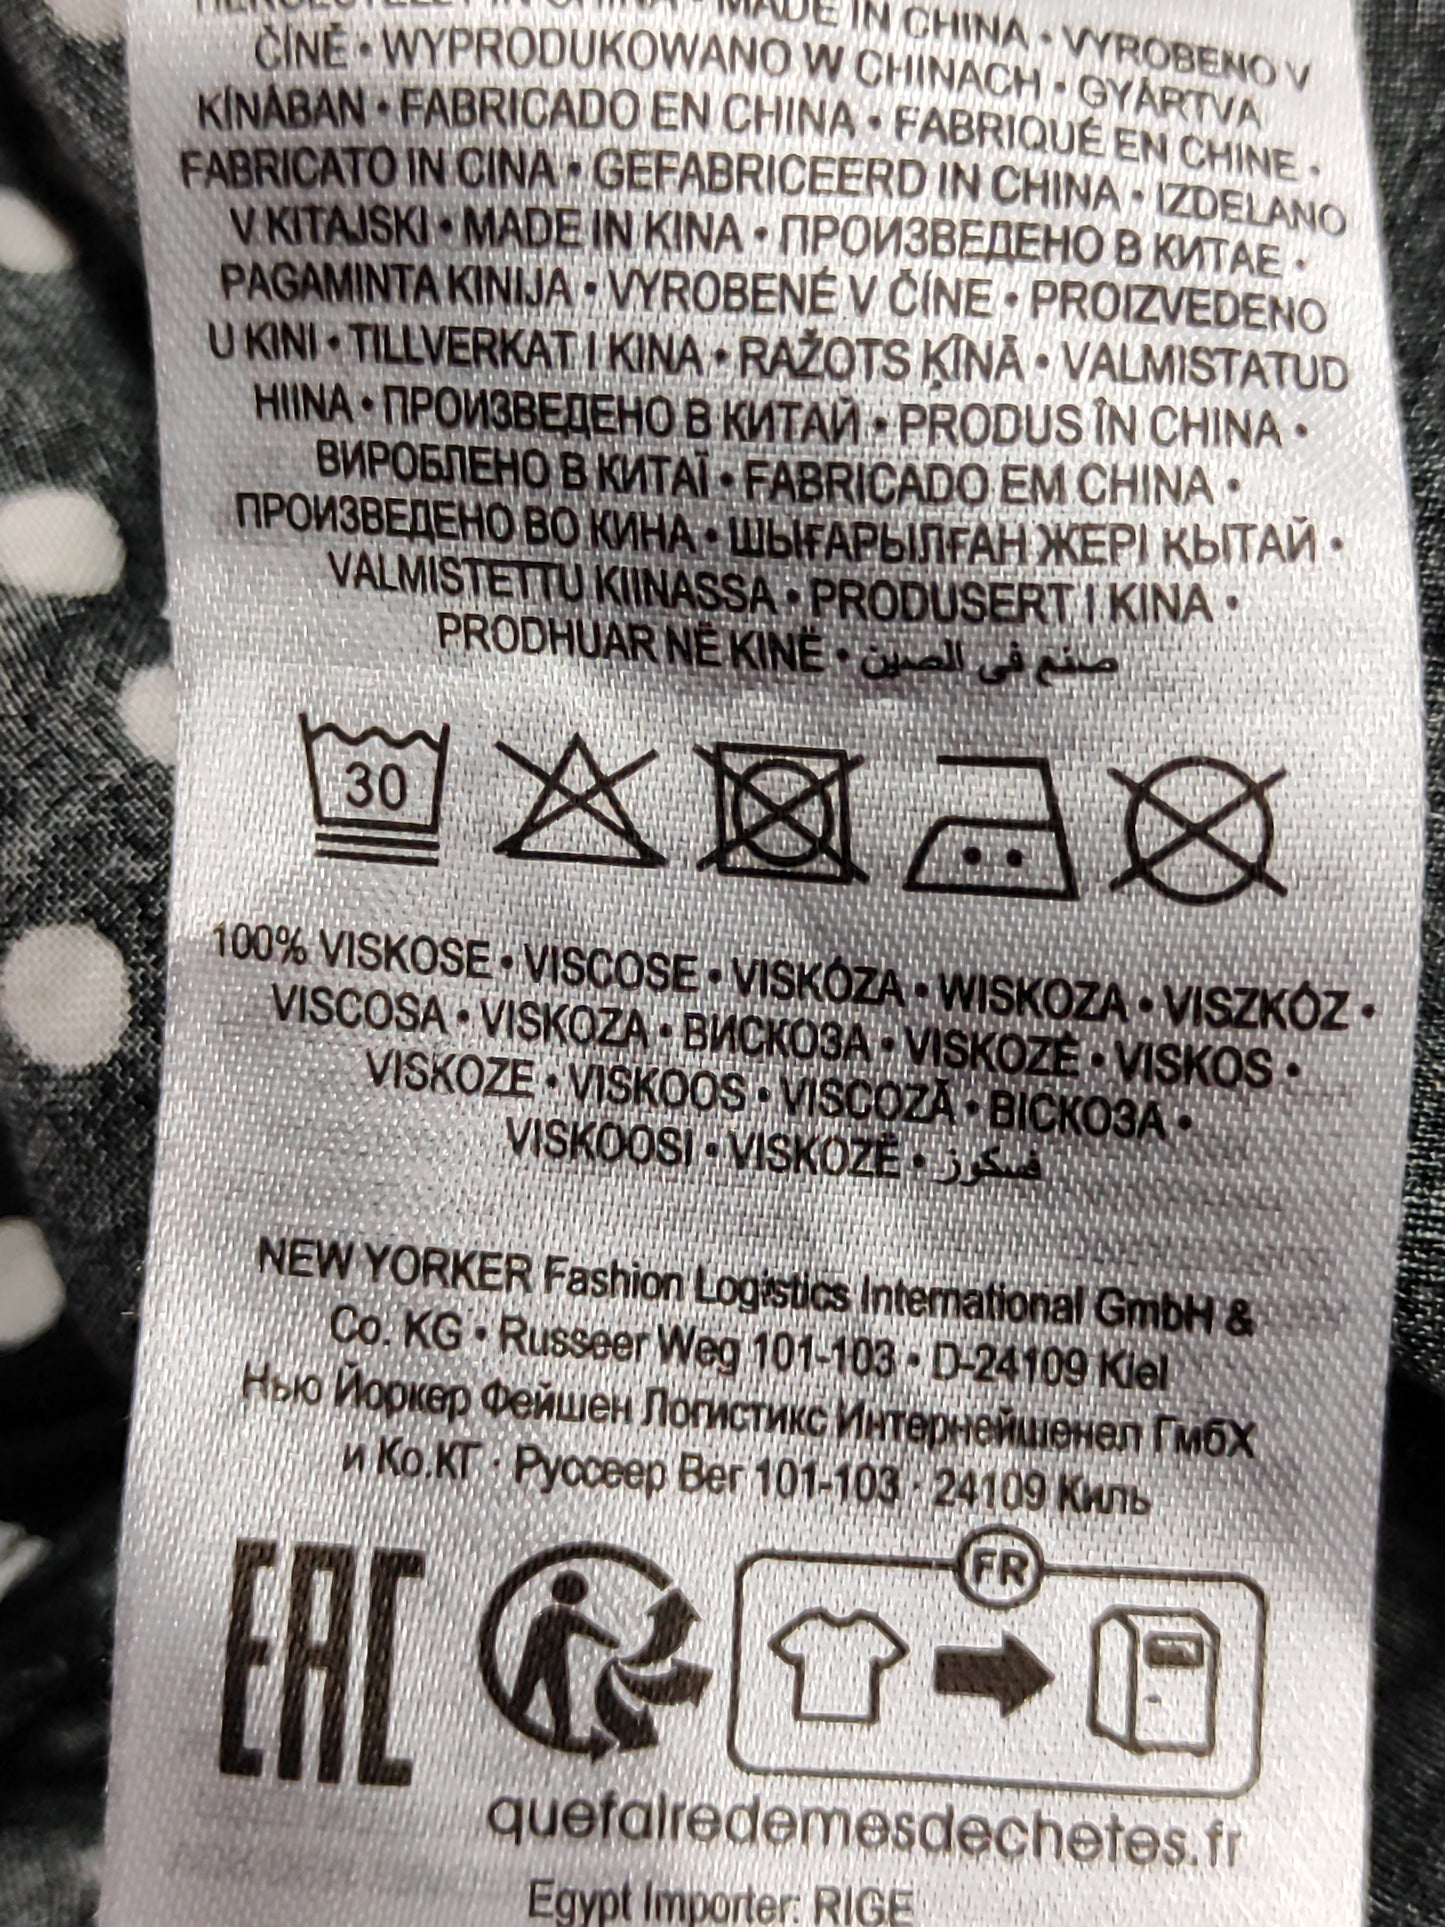 MADE IN CHINA • VYROBENO V
ČÍNĚ • WYPRODUKOWANO W CHINACH • GYÁRTVA
KÍNÁBAN • FABRICADO EN CHINA • FABRIQUÉ EN CHINE •
FABRICATO IN CINA • GEFABRICEERD IN CHINA • IZDELANO
V KITAJSKI • MADE IN KINA • ПРОИЗВЕДЕНО В КИТАЕ •
PAGAMINTA KINIJA • VYROBENÉ V ČÍNE • PROIZVEDENO
U KINI • TILLVERKAT I KINA • RAŽOTS ĶĪNĀ • VALMISTATUD
HIINA • ПРОИЗВЕДЕНО В КИТАЙ • PRODUS ÎN CHINA •
ВИРОБЛЕНО В КИТАЇ • FABRICADO EM CHINA •
ПРОИЗВЕДЕНО ВО КИНА • ШЫҒАРЫЛҒАН ЖЕРІ ҚЫТАЙ •
VALMISTETTU KIINASSA • PRODUSERT I KINA •
PRODHUAR NË KINË • صنع في الصين
30
100% VISKOSE • VISCOSE • VISKÓZA • WISKOZA • VISZKÓZ •
VISCOSA • VISKOZA • ВИСКОЗА • VISKOZĖ • VISKOS •
VISKOZE • VISKOOS • VISCOZĂ • ВІСКОЗА •
VISKOOSI • VISKOZË • فسكوز
NEW YORKER Fashion Logistics International GmbH &
Co. KG • Russeer Weg 101-103 • D-24109 Kiel
Нью Йоркер Фейшен Логистикс Интернейшенел ГмбХ
и Ко.КГ · Руссеер Вег 101-103 · 24109 Киль
EAC
FR
quefairedemesdechetes.fr
Egypt Importer: RIGE